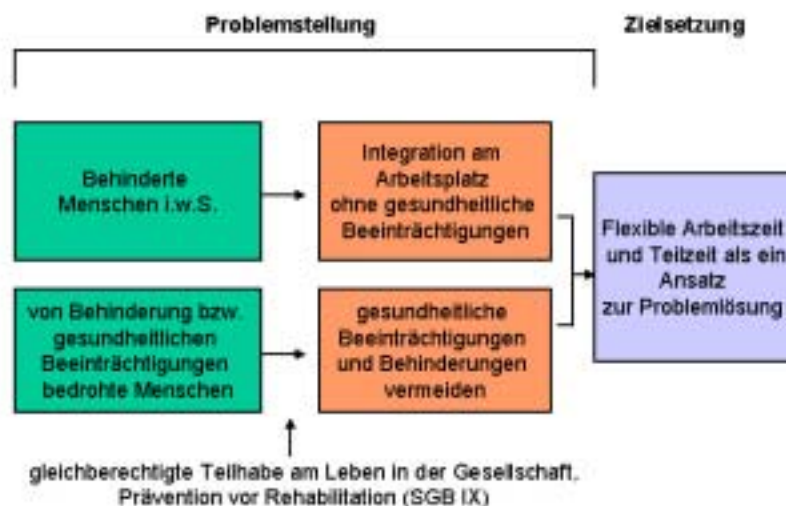 Problemstellung
Zielsetzung
Behinderte
Menschen i.w.S.
Integration am
Arbeitsplatz
ohne gesundheitliche
Beeinträchtigungen
von Behinderung bzw.
gesundheitlichen
Beeinträchtigungen
bedrohte Menschen
gesundheitliche
Beeinträchtigungen
und Behinderungen
vermeiden
Flexible Arbeitszeit
und Teilzeit als ein
Ansatz
zur Problemlösung
gleichberechtigte Teilhabe am Leben in der Gesellschaft,
Prävention vor Rehabilitation (SGB IX)